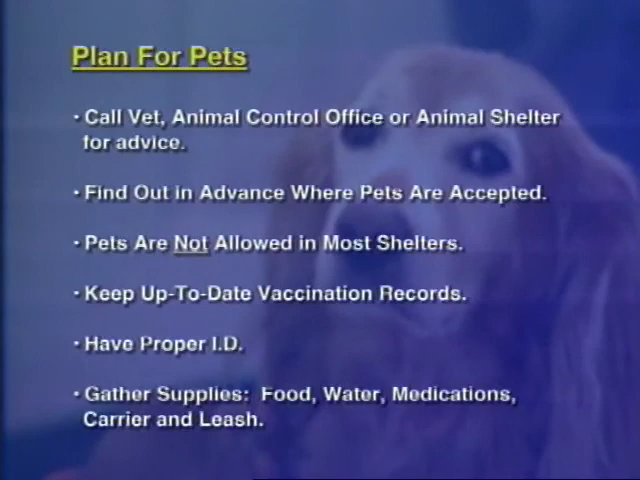 Plan For Pets
· Call Vet, Animal Control Office or Animal Shelter
for advice.
· Find Out in Advance Where Pets Are Accepted.
· Pets Are Not Allowed in Most Shelters.
· Keep Up-To-Date Vaccination Records.
· Have Proper I.D.
· Gather Supplies: Food, Water, Medications,
Carrier and Leash.